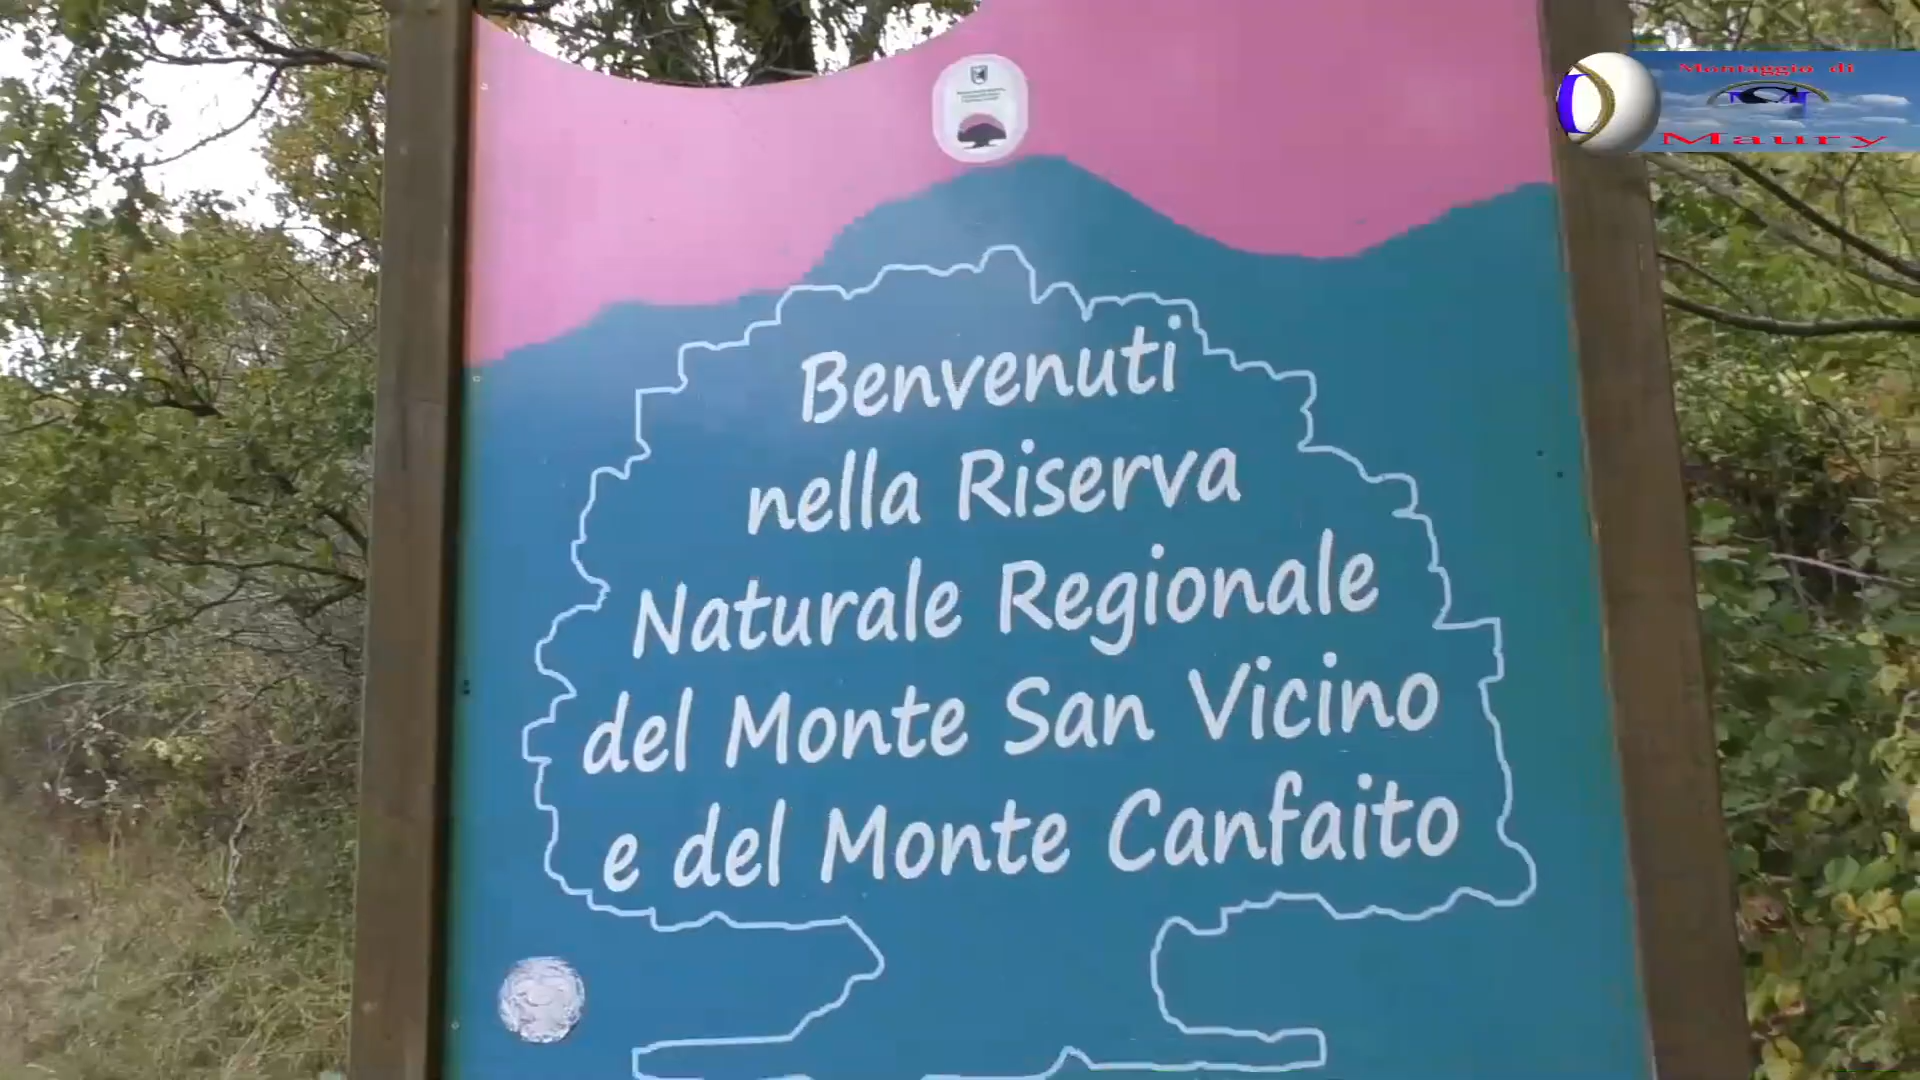 Montaggio di
Maury
Benvenuti
nella Riserva
Naturale Regionale
del Monte San Vicino
e del Monte Canfaito